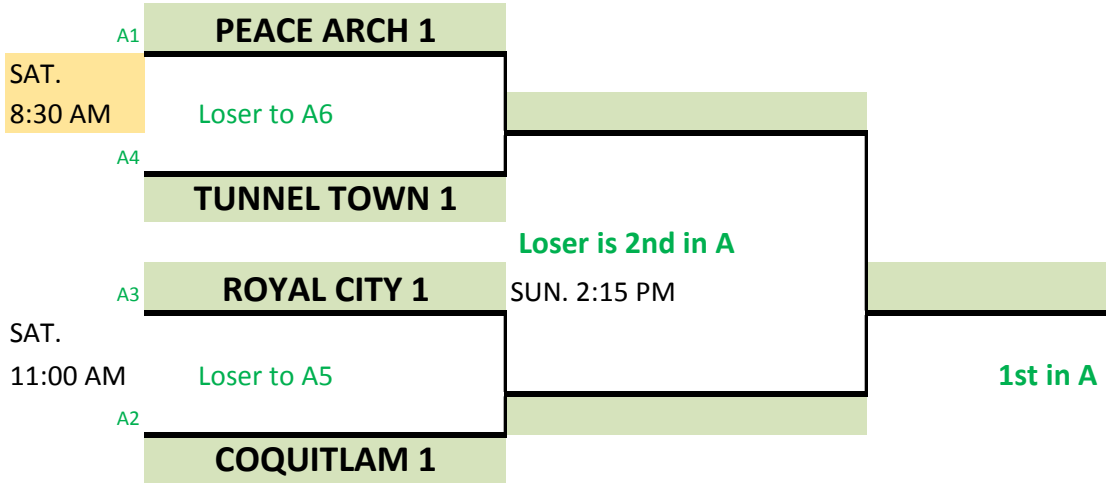 A1 PEACE ARCH 1
SAT.
8:30 AM Loser to A6
A4
TUNNEL TOWN 1
Loser is 2nd in A
A3 ROYAL CITY 1 SUN. 2:15 PM
SAT.
11:00 AM Loser to A5 1st in A
A2
COQUITLAM 1